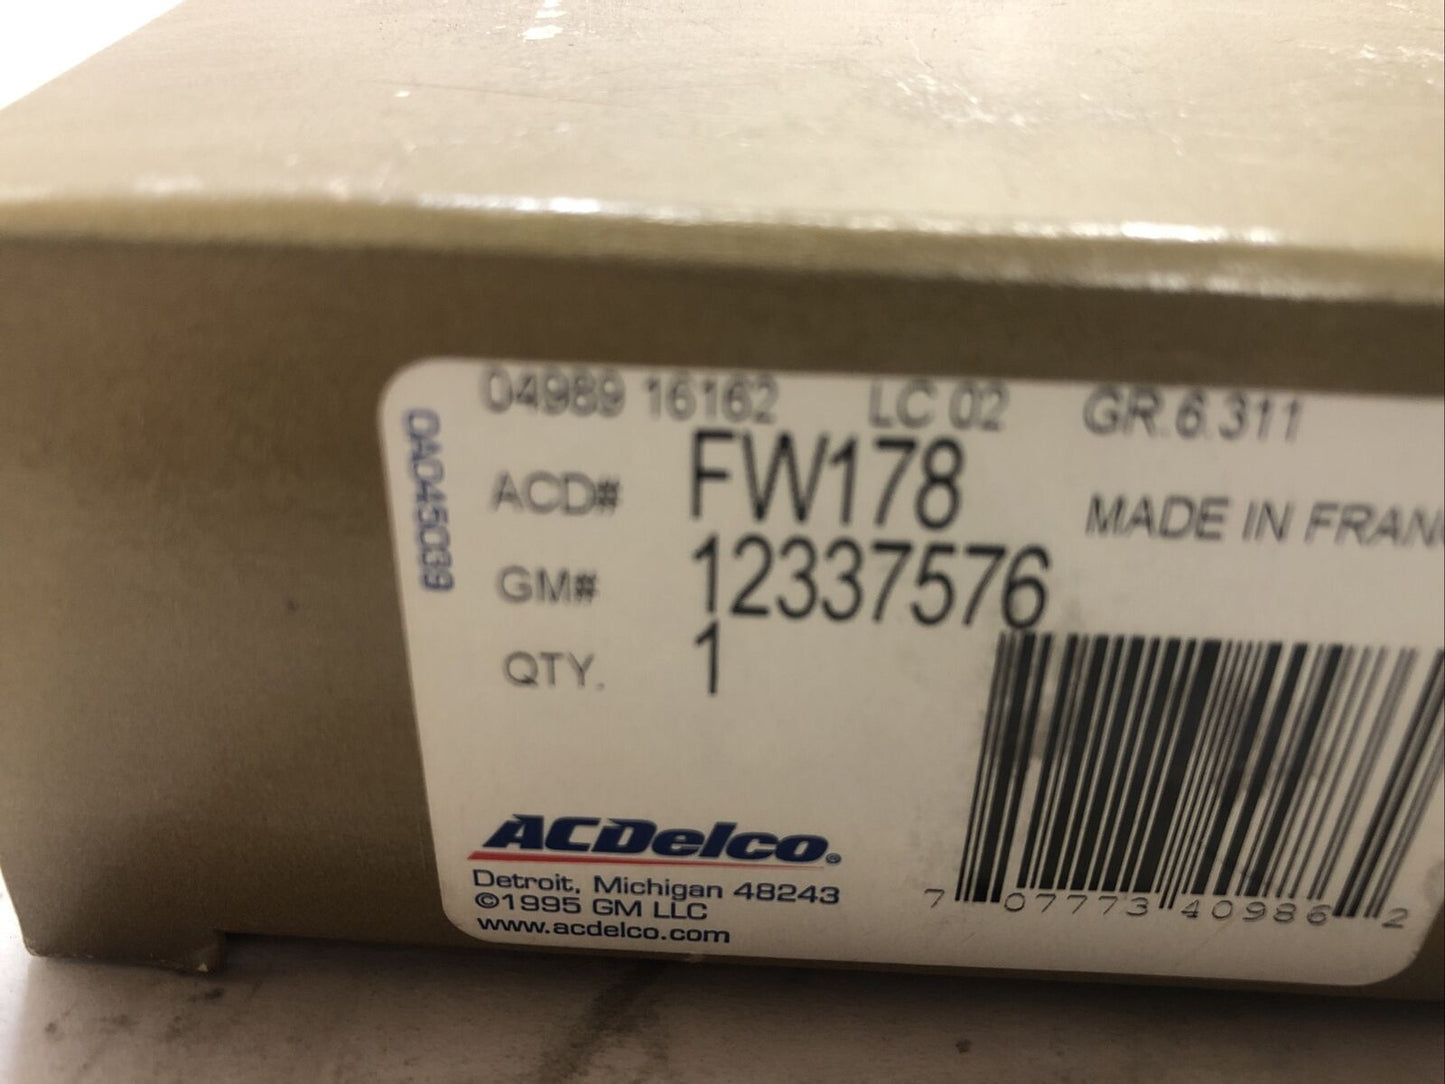 04989 16162 LC 02 GR.6.311
ACD# FW178
MADE IN FRAN
GM# 12337576
QTY. 1
0A045039
ACDelco®
Detroit, Michigan 48243
©1995 GM LLC
www.acdelco.com
7 07773 40986 2